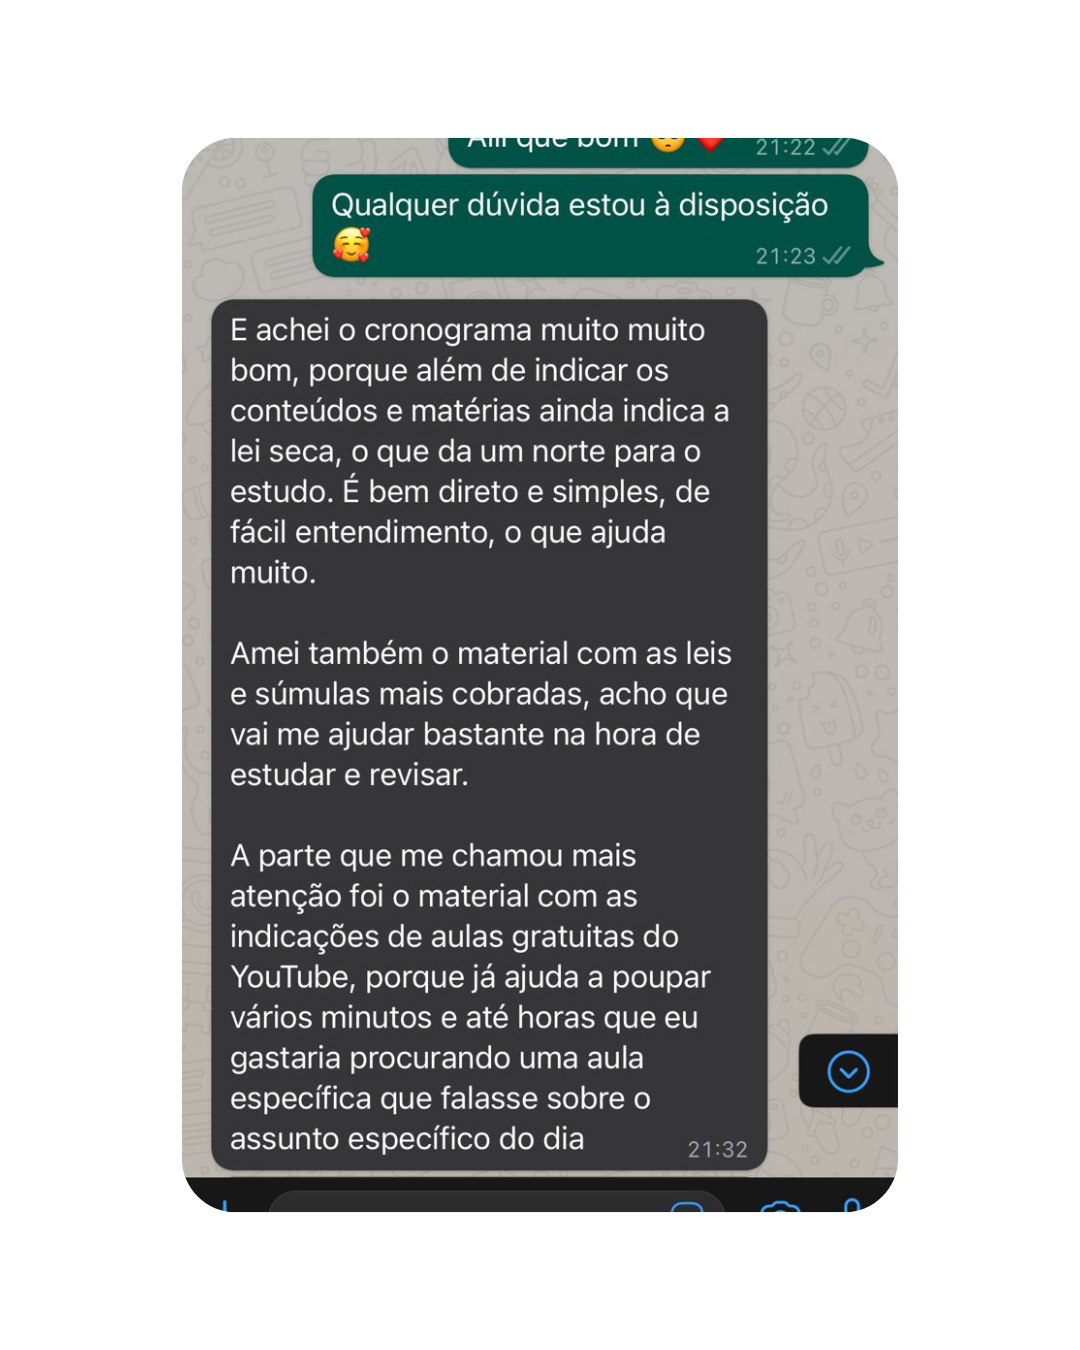 que bom 🥺 ❤️ 21:22
Qualquer dúvida estou à disposição
🥰 21:23
E achei o cronograma muito muito
bom, porque além de indicar os
conteúdos e matérias ainda indica a
lei seca, o que da um norte para o
estudo. É bem direto e simples, de
fácil entendimento, o que ajuda
muito.
Amei também o material com as leis
e súmulas mais cobradas, acho que
vai me ajudar bastante na hora de
estudar e revisar.
A parte que me chamou mais
atenção foi o material com as
indicações de aulas gratuitas do
YouTube, porque já ajuda a poupar
vários minutos e até horas que eu
gastaria procurando uma aula
específica que falasse sobre o
assunto específico do dia
21:32